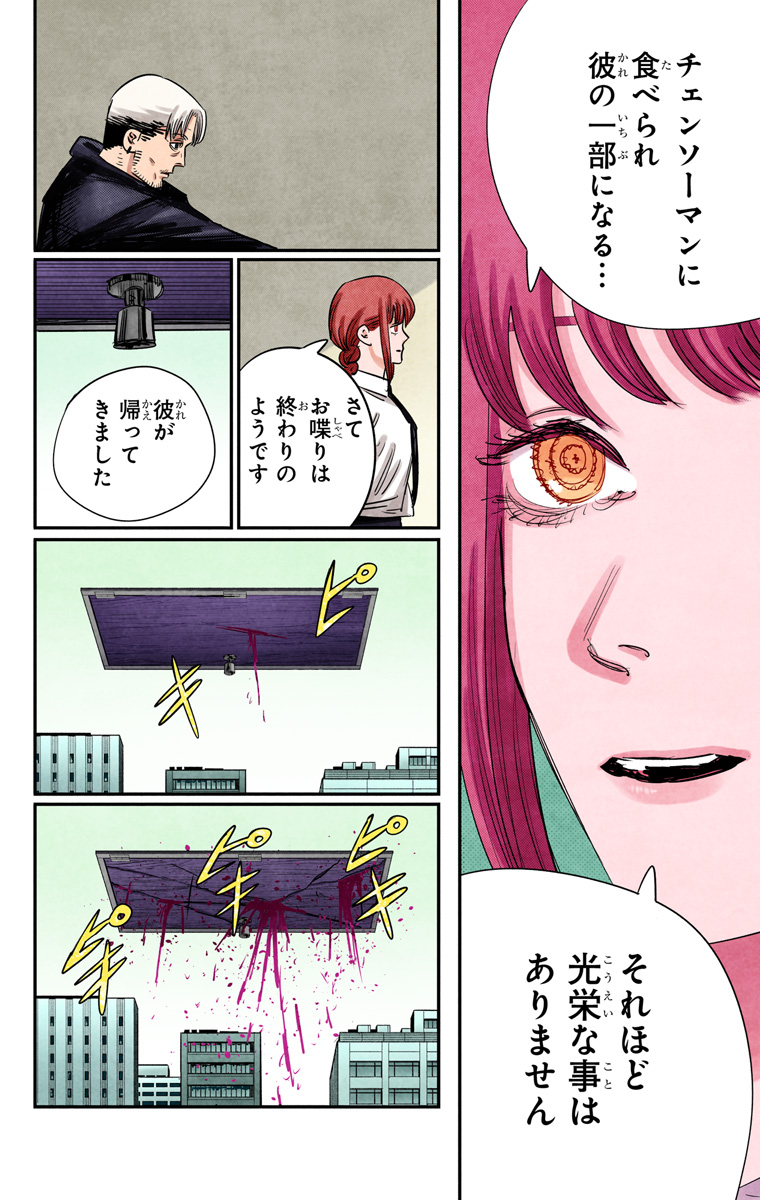 チェンソーマンに
食べられ
彼の一部になる…
それほど
光栄な事は
ありません
さて
お喋りは
終わりの
ようです
彼が
帰って
きました
ピ
キ
ピキ
ピキ
ピキ